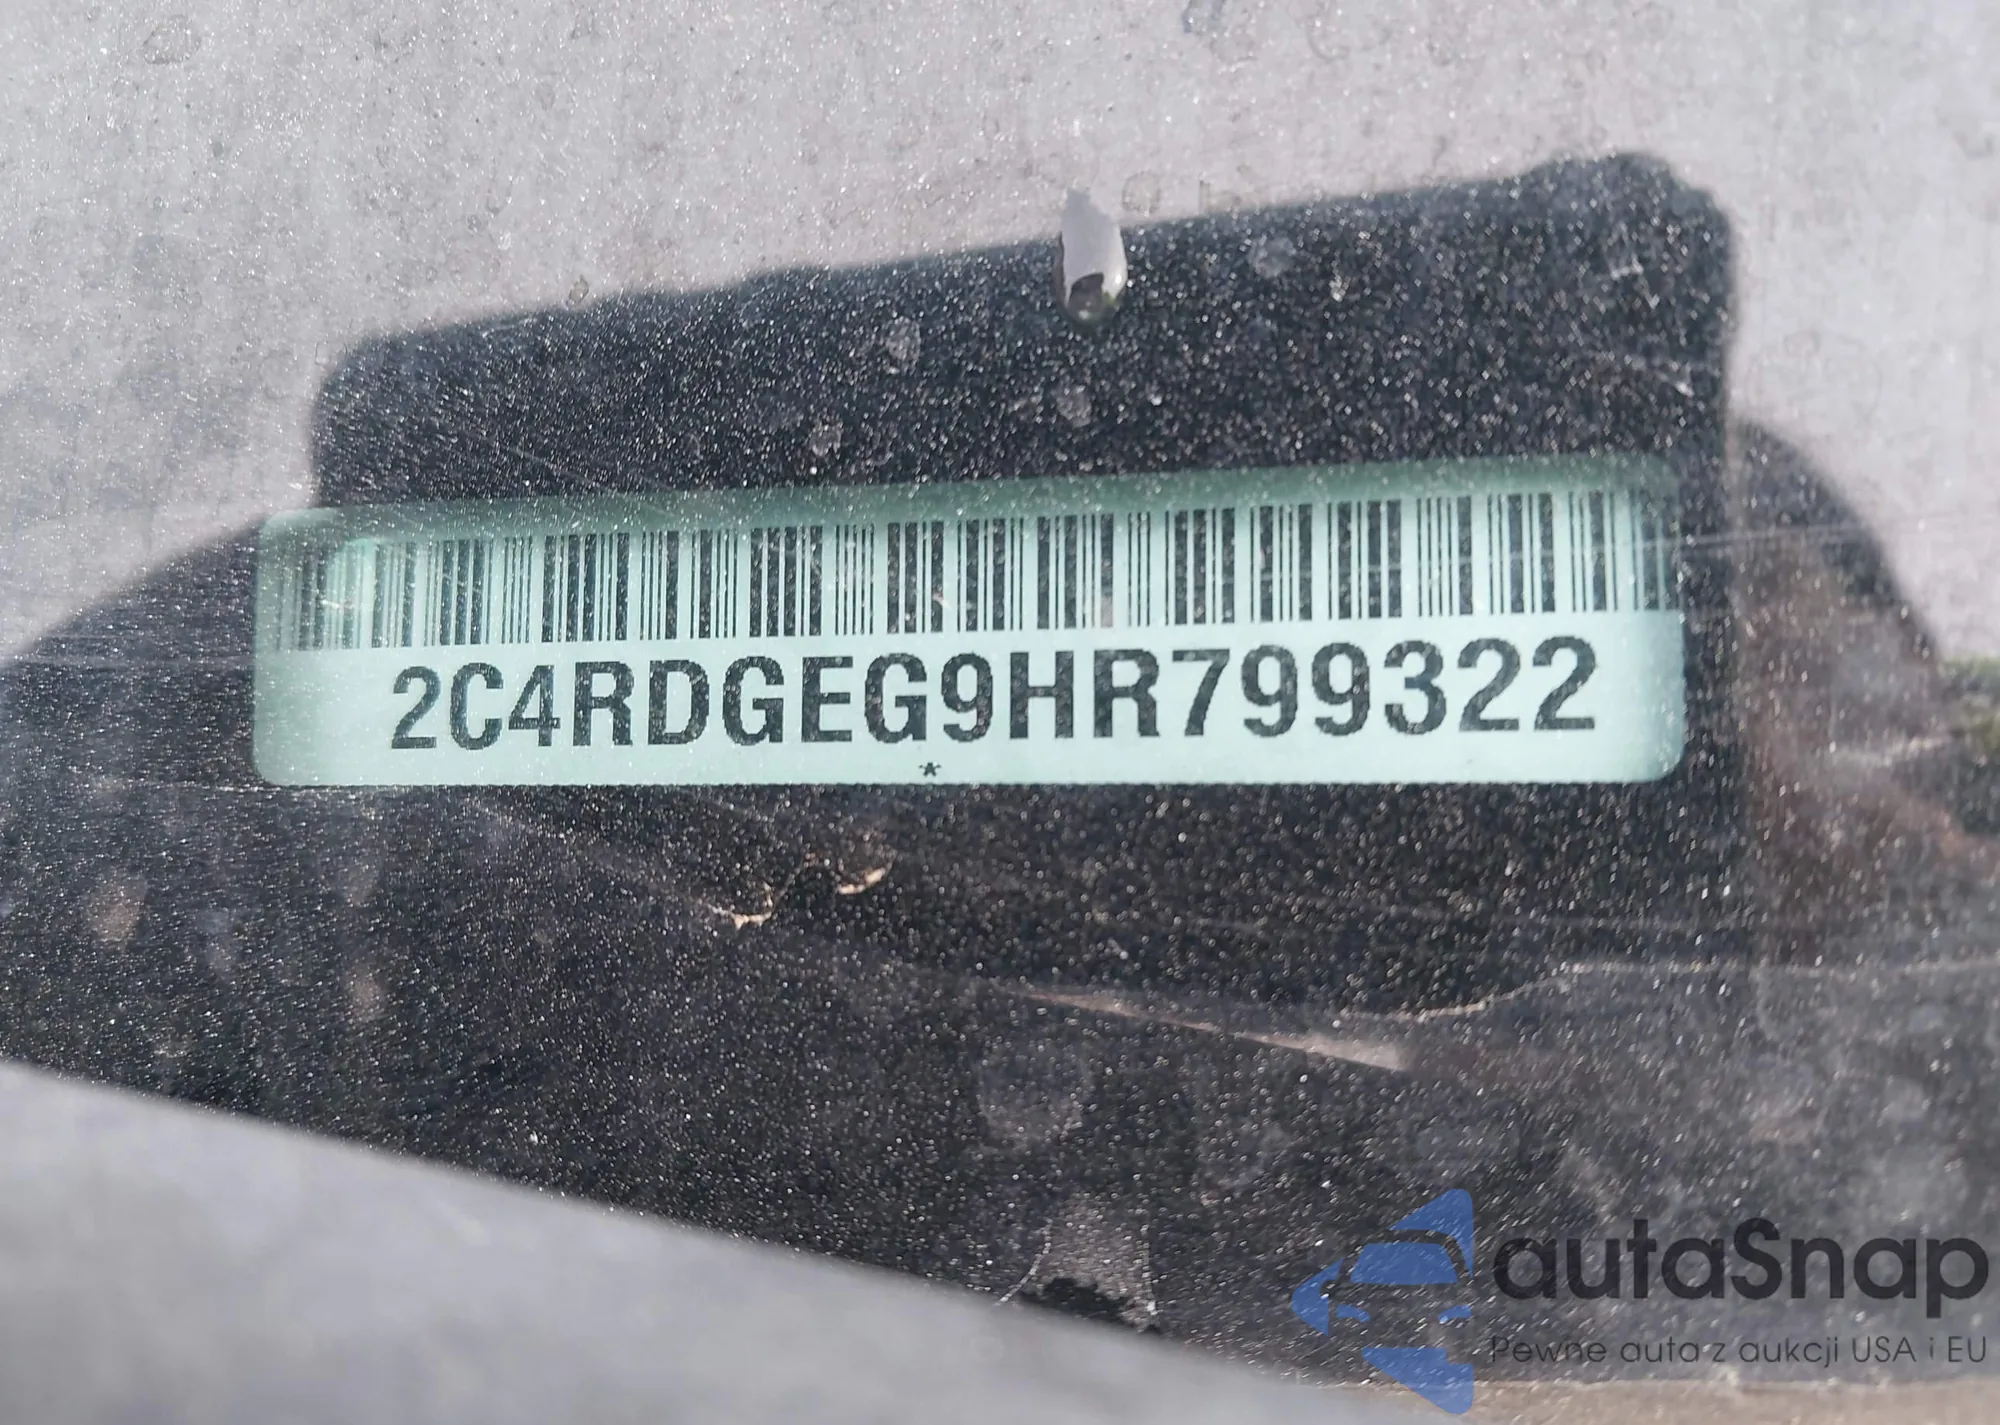 2C4RDGEG9HR799322
*
autaSnap
Pewne auta z aukcji USA i EU